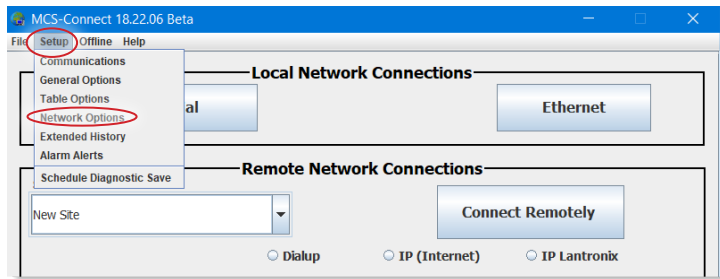 MCS-Connect 18.22.06 Beta
File Setup Offline Help
Communications
General Options
Table Options
Network Options
Extended History
Alarm Alerts
Schedule Diagnostic Save
Local Network Connections
al
Ethernet
Remote Network Connections
New Site
Connect Remotely
Dialup IP (Internet) IP Lantronix